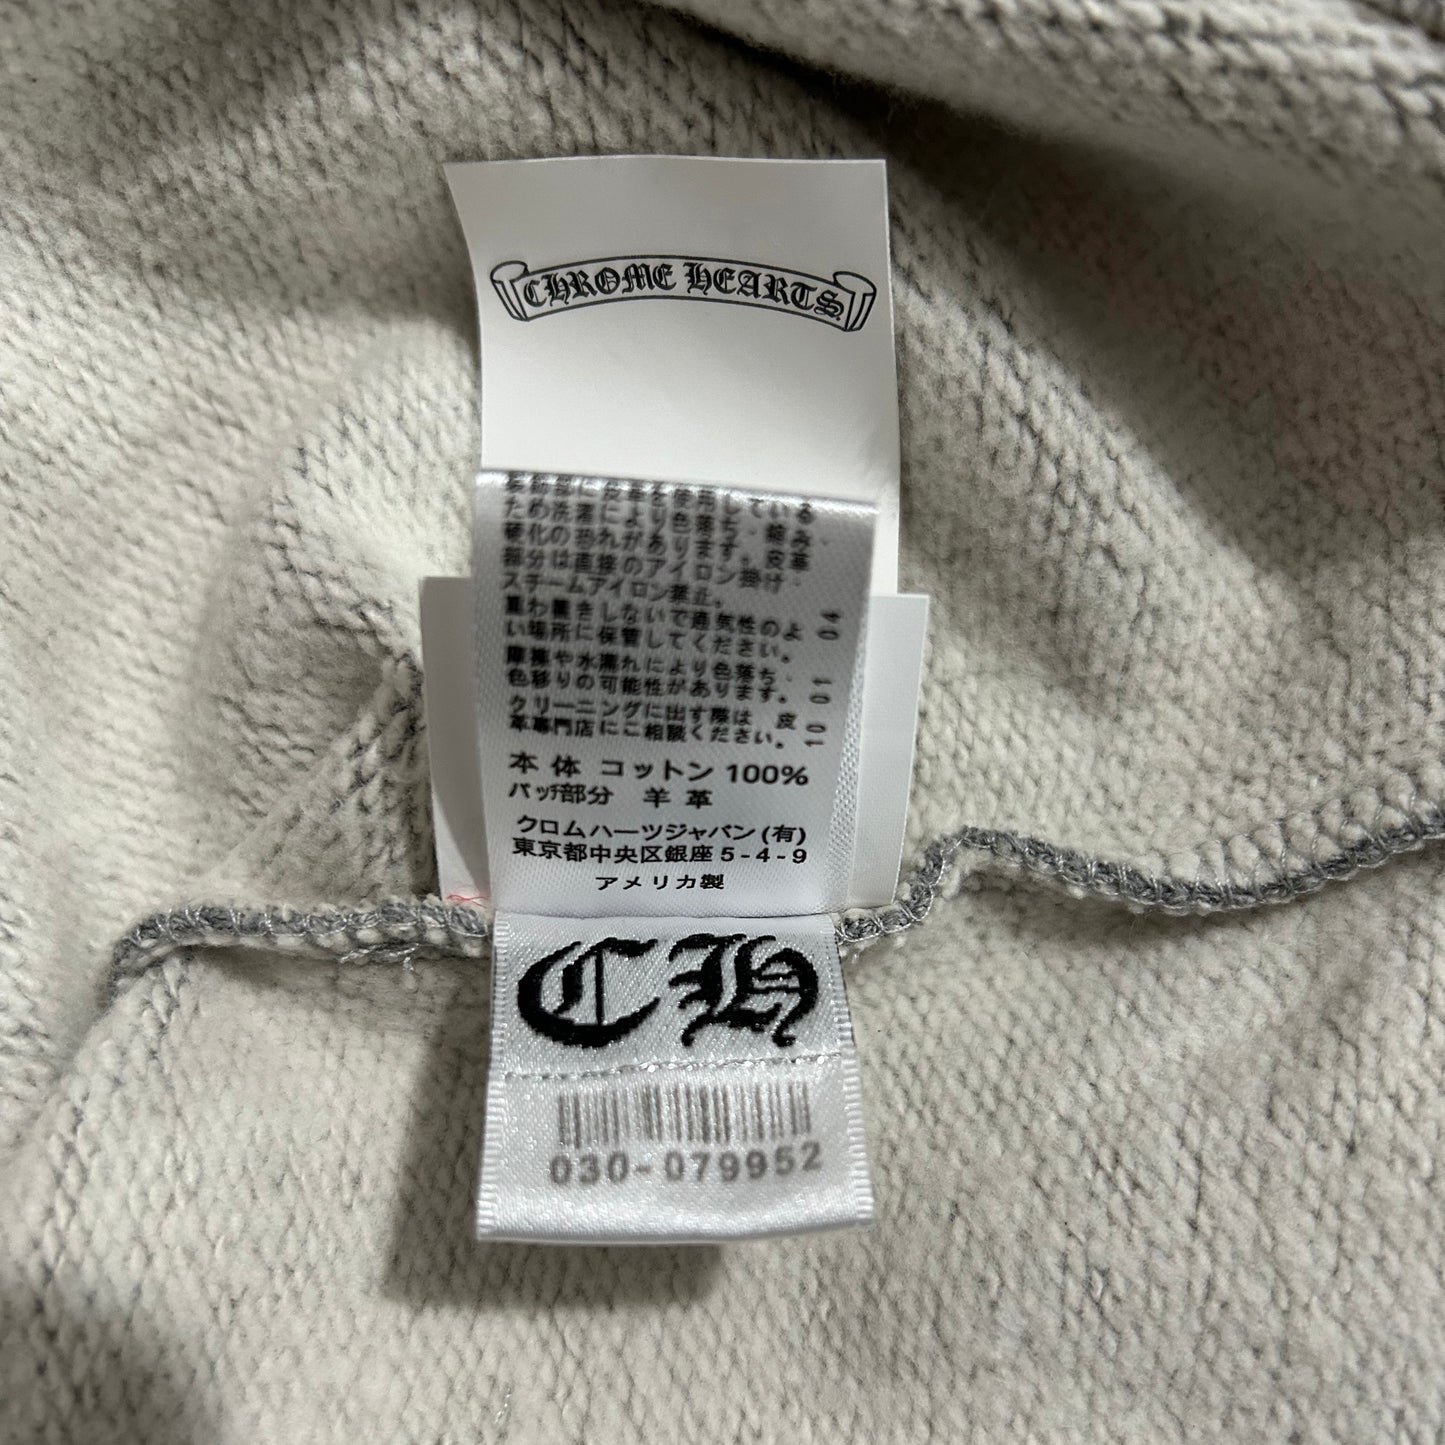 CHROME HEARTS
装飾部に皮革を使用している
ため洗濯により色落ち・縮み・
硬化の恐れがあります。皮革
部分は直接のアイロン掛け・
スチームアイロン禁止。
重ね置きしないで通気性のよ
い場所に保管してください。
摩擦や水濡れにより色落ち・
色移りの可能性があります。
クリーニングに出す際は、皮
革専門店にご相談ください。
10 01 04
本体 コットン 100%
パッチ部分 羊革
クロムハーツジャパン(有)
東京都中央区銀座5-4-9
アメリカ製
CH
030-079952